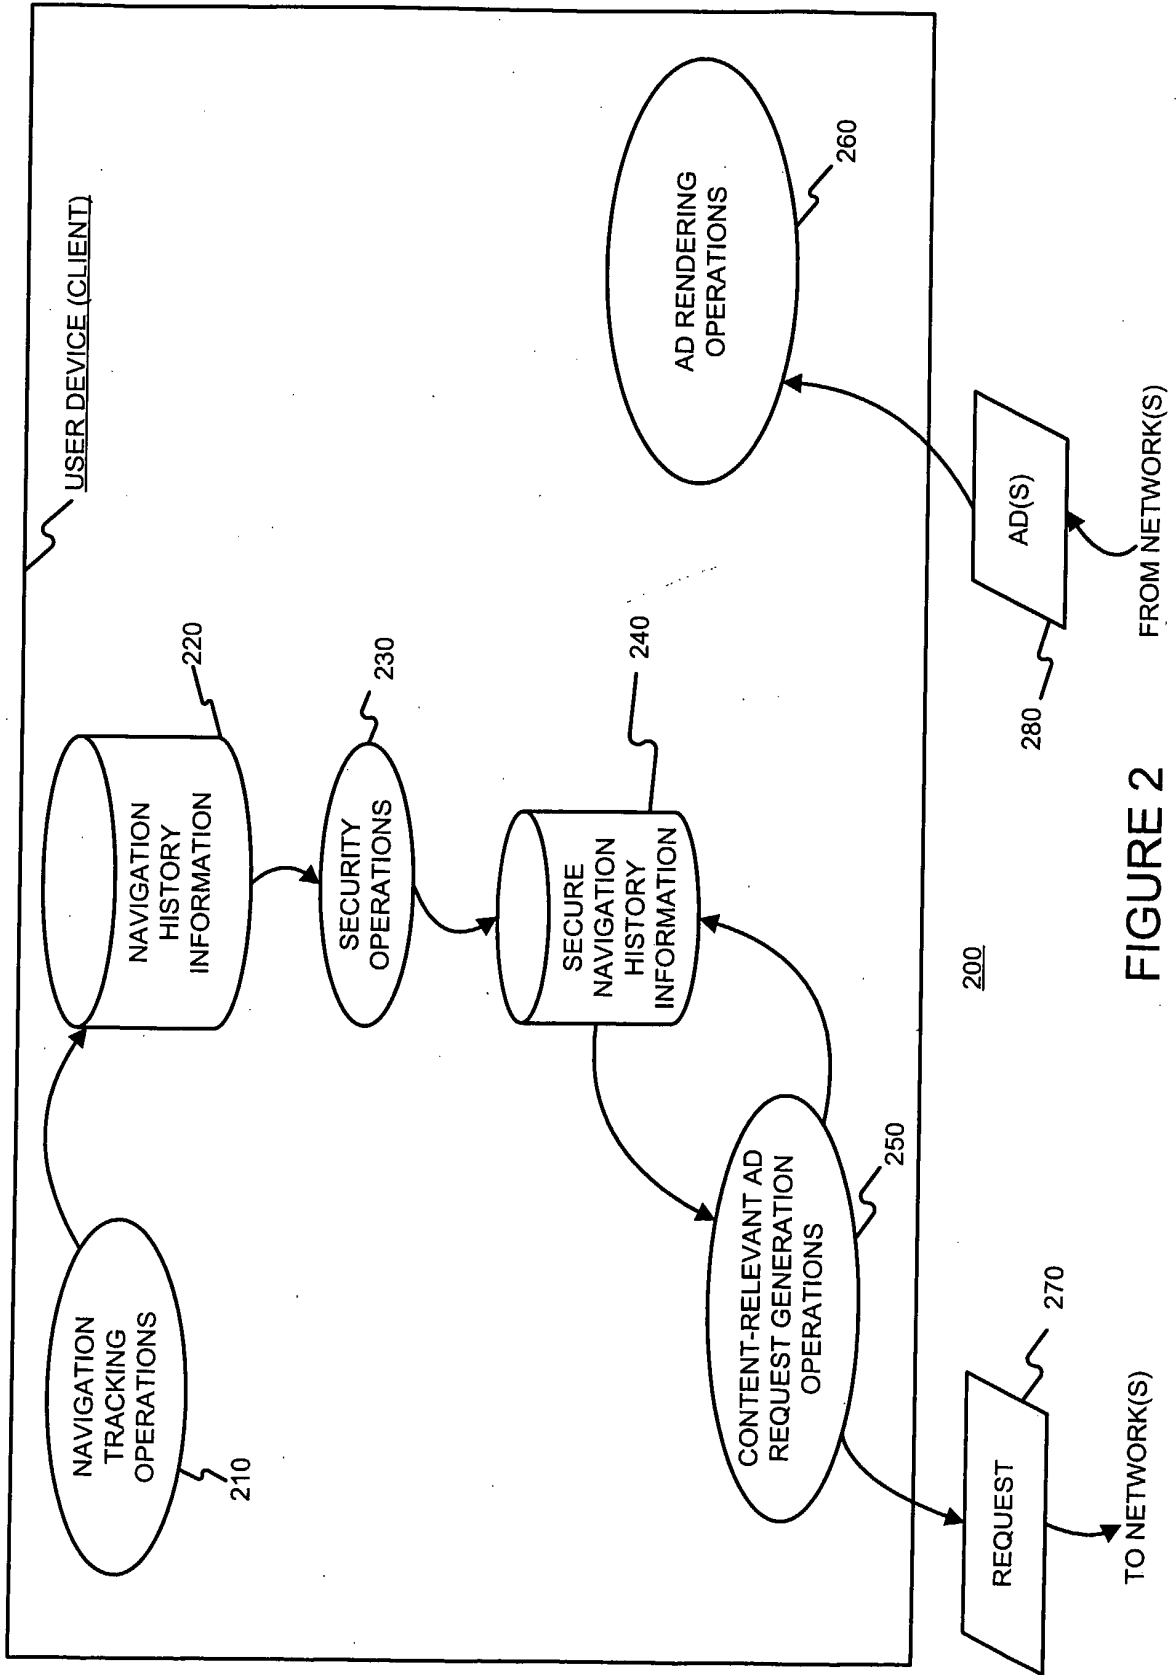 USER DEVICE (CLIENT)
NAVIGATION
TRACKING
OPERATIONS
210
NAVIGATION
HISTORY
INFORMATION
220
SECURITY
OPERATIONS
230
SECURE
NAVIGATION
HISTORY
INFORMATION
240
CONTENT-RELEVANT AD
REQUEST GENERATION
OPERATIONS
250
AD RENDERING
OPERATIONS
260
REQUEST
270
TO NETWORK(S)
AD(S)
280
FROM NETWORK(S)
200
FIGURE 2